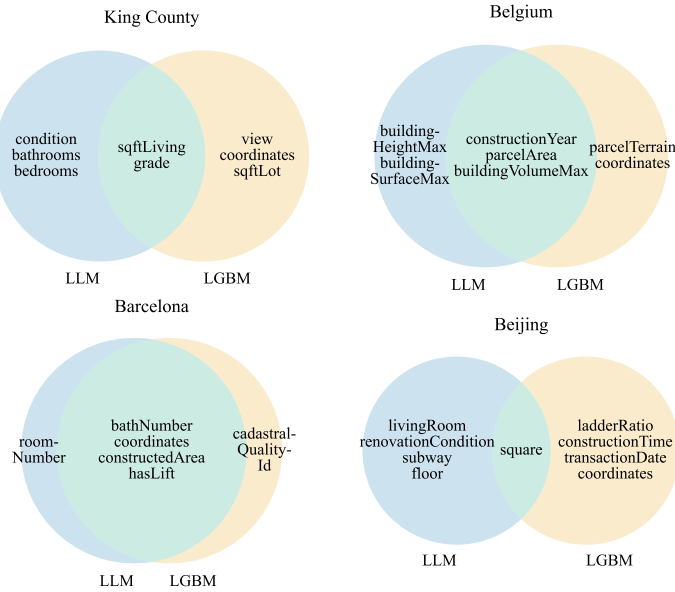 King County
condition
bathrooms
bedrooms
sqftLiving
grade
view
coordinates
sqftLot
LLM
LGBM
Belgium
building-
HeightMax
building-
SurfaceMax
constructionYear
parcelArea
buildingVolumeMax
parcelTerrain
coordinates
LLM
LGBM
Barcelona
room-
Number
bathNumber
coordinates
constructedArea
hasLift
cadastral-
Quality-
Id
LLM
LGBM
Beijing
livingRoom
renovationCondition
subway
floor
square
ladderRatio
constructionTime
transactionDate
coordinates
LLM
LGBM